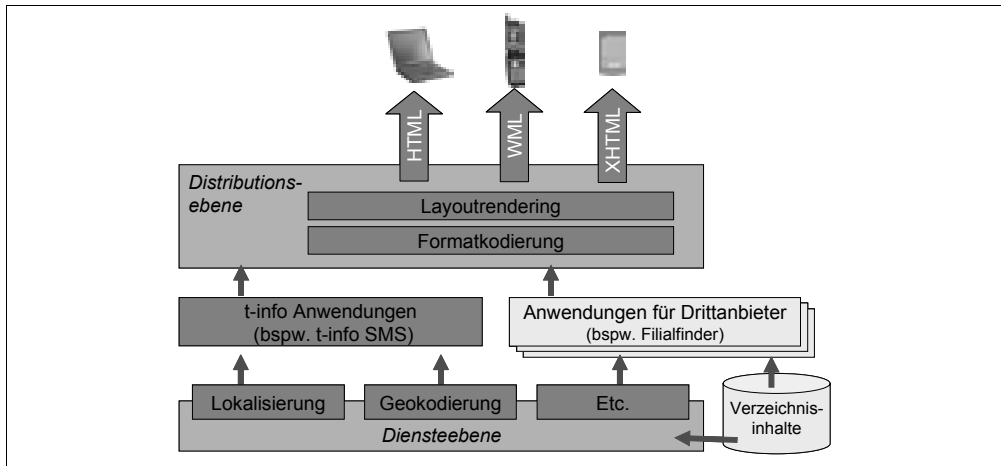 HTML
WML
XHTML
Distributions-
ebene
Layoutrendering
Formatkodierung
t-info Anwendungen
(bspw. t-info SMS)
Anwendungen für Drittanbieter
(bspw. Filialfinder)
Lokalisierung
Geokodierung
Etc.
Diensteebene
Verzeichnis-
inhalte